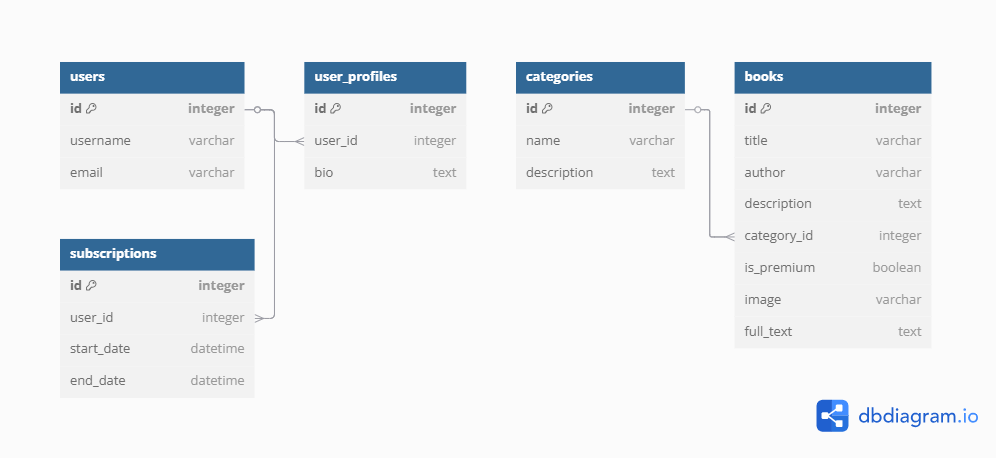 users
id integer
username varchar
email varchar
user_profiles
id integer
user_id integer
bio text
categories
id integer
name varchar
description text
books
id integer
title varchar
author varchar
description text
category_id integer
is_premium boolean
image varchar
full_text text
subscriptions
id integer
user_id integer
start_date datetime
end_date datetime
dbdiagram.io